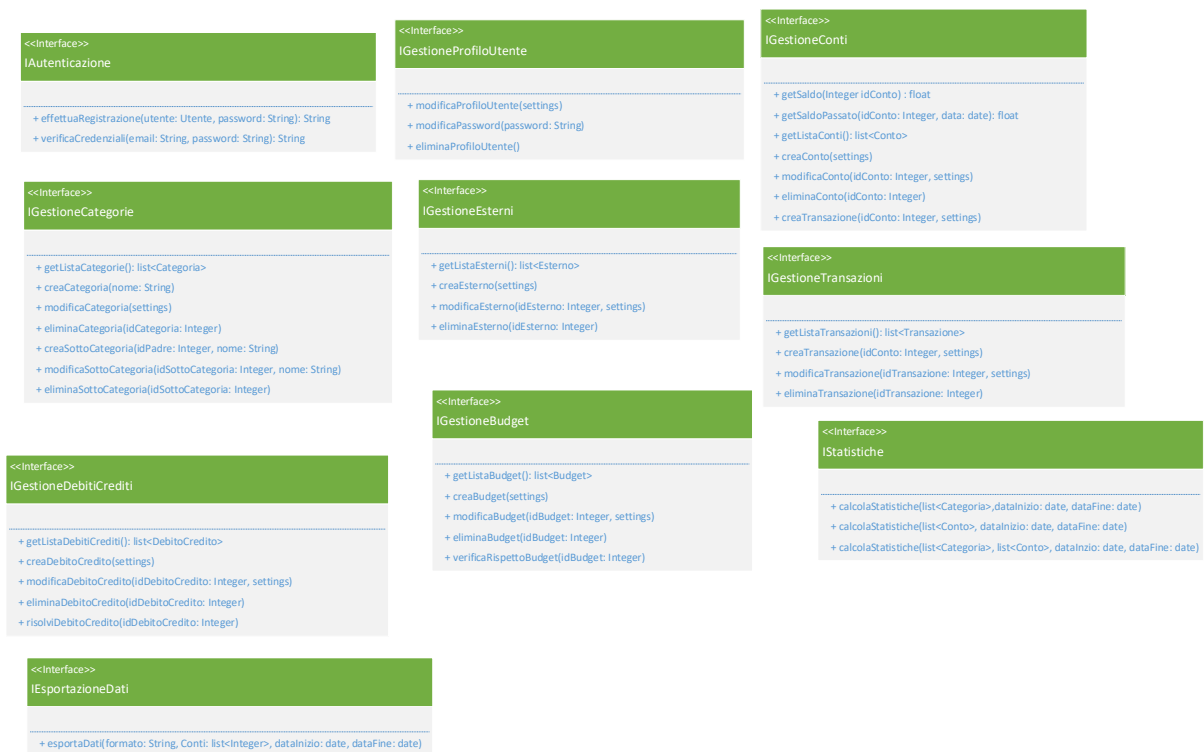 <<Interface>>
IAutenticazione
+ effettuaRegistrazione(utente: Utente, password: String): String
+ verificaCredenziali(email: String, password: String): String
<<Interface>>
IGestioneProfiloUtente
+ modificaProfiloUtente(settings)
+ modificaPassword(password: String)
+ eliminaProfiloUtente()
<<Interface>>
IGestioneConti
+ getSaldo(Integer idConto) : float
+ getSaldoPassato(idConto: Integer, data: date): float
+ getListaConti(): list<Conto>
+ creaConto(settings)
+ modificaConto(idConto: Integer, settings)
+ eliminaConto(idConto: Integer)
+ creaTransazione(idConto: Integer, settings)
<<Interface>>
IGestioneCategorie
+ getListaCategorie(): list<Categoria>
+ creaCategoria(nome: String)
+ modificaCategoria(settings)
+ eliminaCategoria(idCategoria: Integer)
+ creaSottoCategoria(idPadre: Integer, nome: String)
+ modificaSottoCategoria(idSottoCategoria: Integer, nome: String)
+ eliminaSottoCategoria(idSottoCategoria: Integer)
<<Interface>>
IGestioneEsterni
+ getListaEsterni(): list<Esterno>
+ creaEsterno(settings)
+ modificaEsterno(idEsterno: Integer, settings)
+ eliminaEsterno(idEsterno: Integer)
<<Interface>>
IGestioneTransazioni
+ getListaTransazioni(): list<Transazione>
+ creaTransazione(idConto: Integer, settings)
+ modificaTransazione(idTransazione: Integer, settings)
+ eliminaTransazione(idTransazione: Integer)
<<Interface>>
IGestioneBudget
+ getListaBudget(): list<Budget>
+ creaBudget(settings)
+ modificaBudget(idBudget: Integer, settings)
+ eliminaBudget(idBudget: Integer)
+ verificaRispettoBudget(idBudget: Integer)
<<Interface>>
IStatistiche
+ calcolaStatistiche(list<Categoria>,dataInizio: date, dataFine: date)
+ calcolaStatistiche(list<Conto>, dataInizio: date, dataFine: date)
+ calcolaStatistiche(list<Categoria>, list<Conto>, dataInzio: date, dataFine: date)
<<Interface>>
IGestioneDebitiCrediti
+ getListaDebitiCrediti(): list<DebitoCredito>
+ creaDebitoCredito(settings)
+ modificaDebitoCredito(idDebitoCredito: Integer, settings)
+ eliminaDebitoCredito(idDebitoCredito: Integer)
+ risolviDebitoCredito(idDebitoCredito: Integer)
<<Interface>>
IEsportazioneDati
+ esportaDati(formato: String, Conti: list<Integer>, dataInizio: date, dataFine: date)